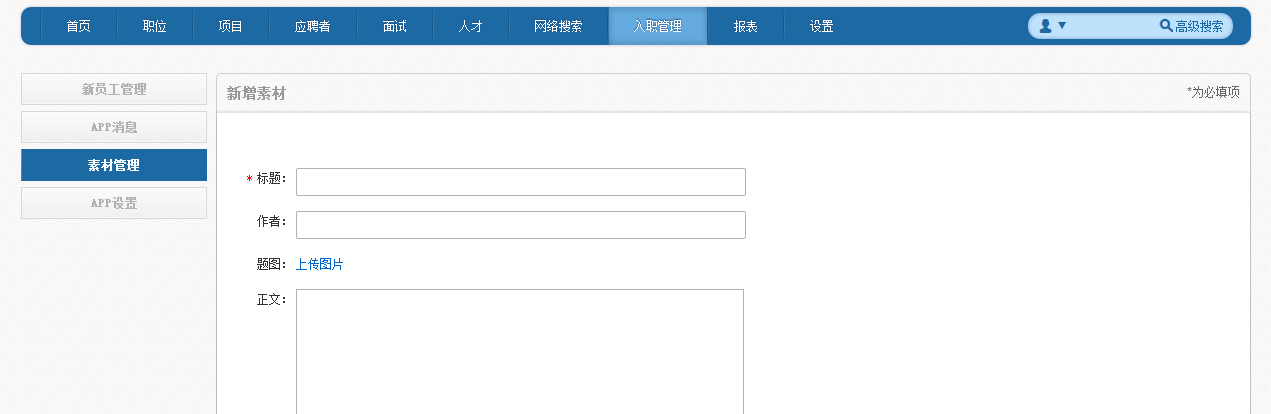 首页 职位 项目 应聘者 面试 人才 网络搜索 入职管理 报表 设置 高级搜索
新员工管理
APP消息
素材管理
APP设置
新增素材 *为必填项
* 标题：
作者：
题图： 上传图片
正文：